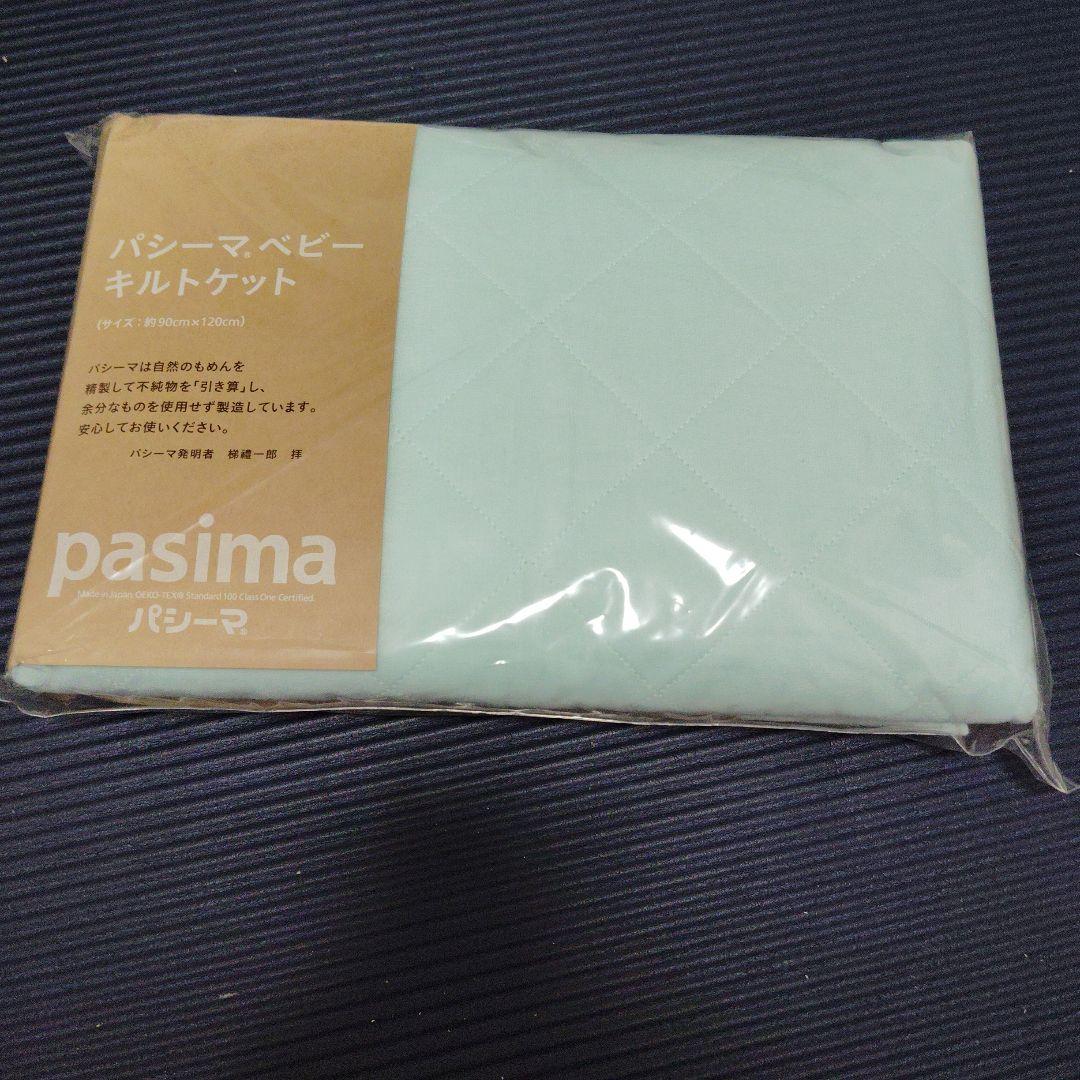 パシーマ®ベビー
キルトケット
(サイズ：約90cm×120cm)
パシーマは自然のもめんを
精製して不純物を「引き算」し、
余分なものを使用せず製造しています。
安心してお使いください。
パシーマ発明者 梯禮一郎 拝
pasima
Made in Japan. OEKO-TEX® Standard 100 Class One Certified.
パシーマ®